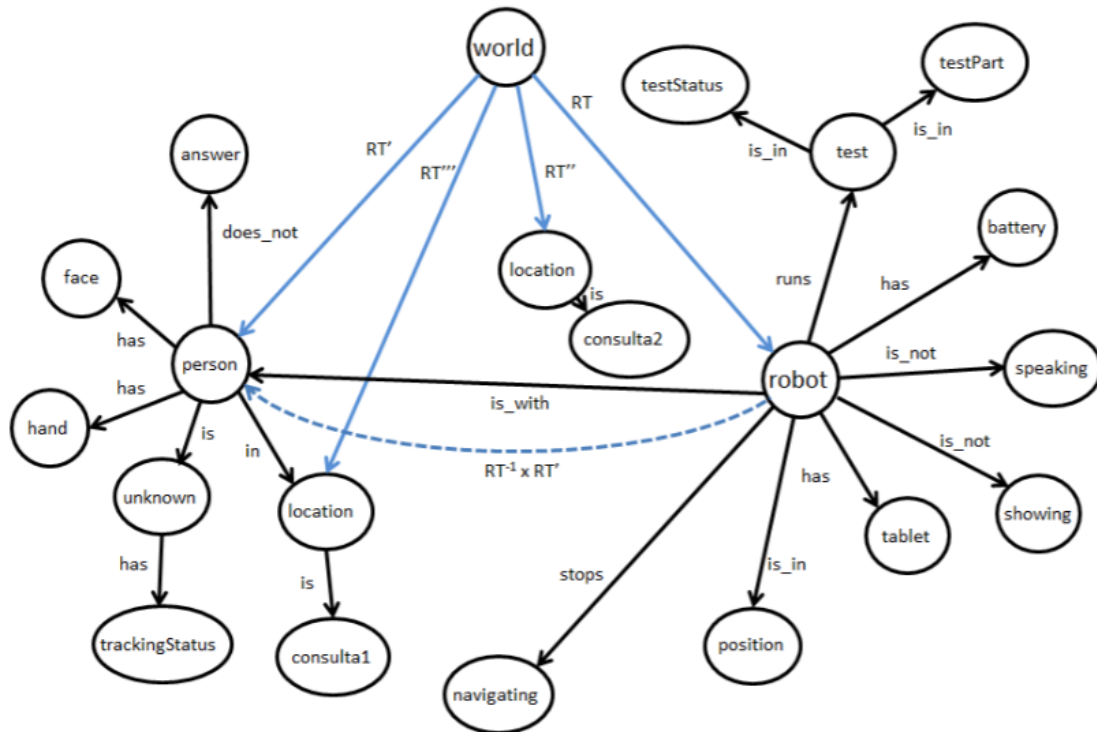 world
testPart
testStatus
RT
is_in
is_in
test
answer
RT′
RT‴
RT″
does_not
battery
face
location
runs
has
is
has
consulta2
person
is_not
robot
speaking
has
is_with
hand
is
in
is_not
RT⁻¹ x RT′
has
unknown
location
showing
tablet
has
is
stops
is_in
trackingStatus
consulta1
position
navigating